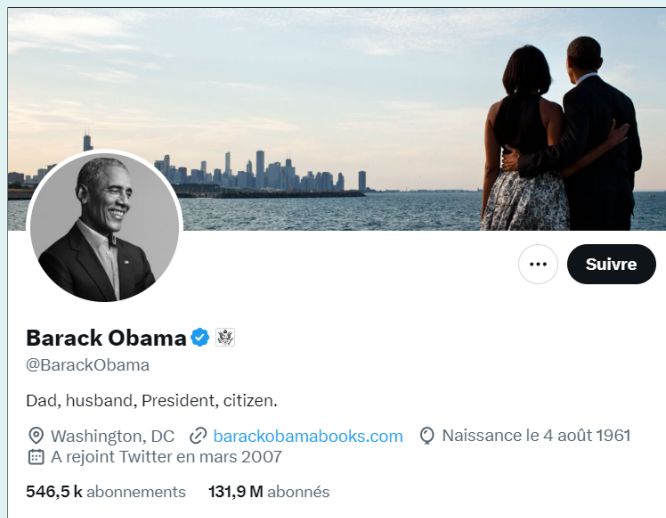 Suivre
Barack Obama
@BarackObama
Dad, husband, President, citizen.
Washington, DC barackobamabooks.com Naissance le 4 août 1961
A rejoint Twitter en mars 2007
546,5 k abonnements 131,9 M abonnés